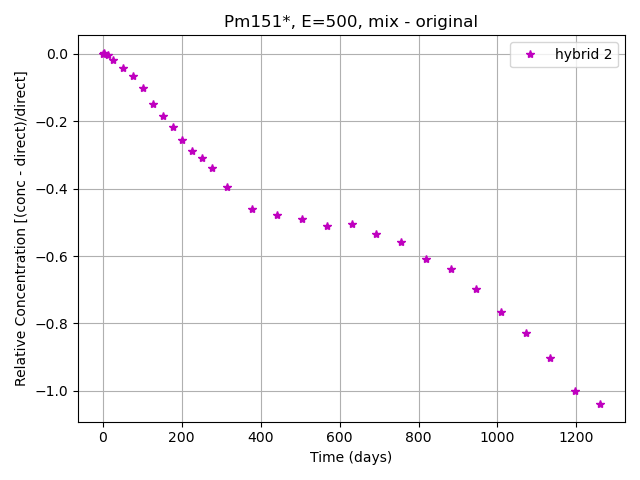 Pm151*, E=500, mix - original
hybrid 2
0.0
−0.2
−0.4
−0.6
−0.8
−1.0
Relative Concentration [(conc - direct)/direct]
0 200 400 600 800 1000 1200
Time (days)